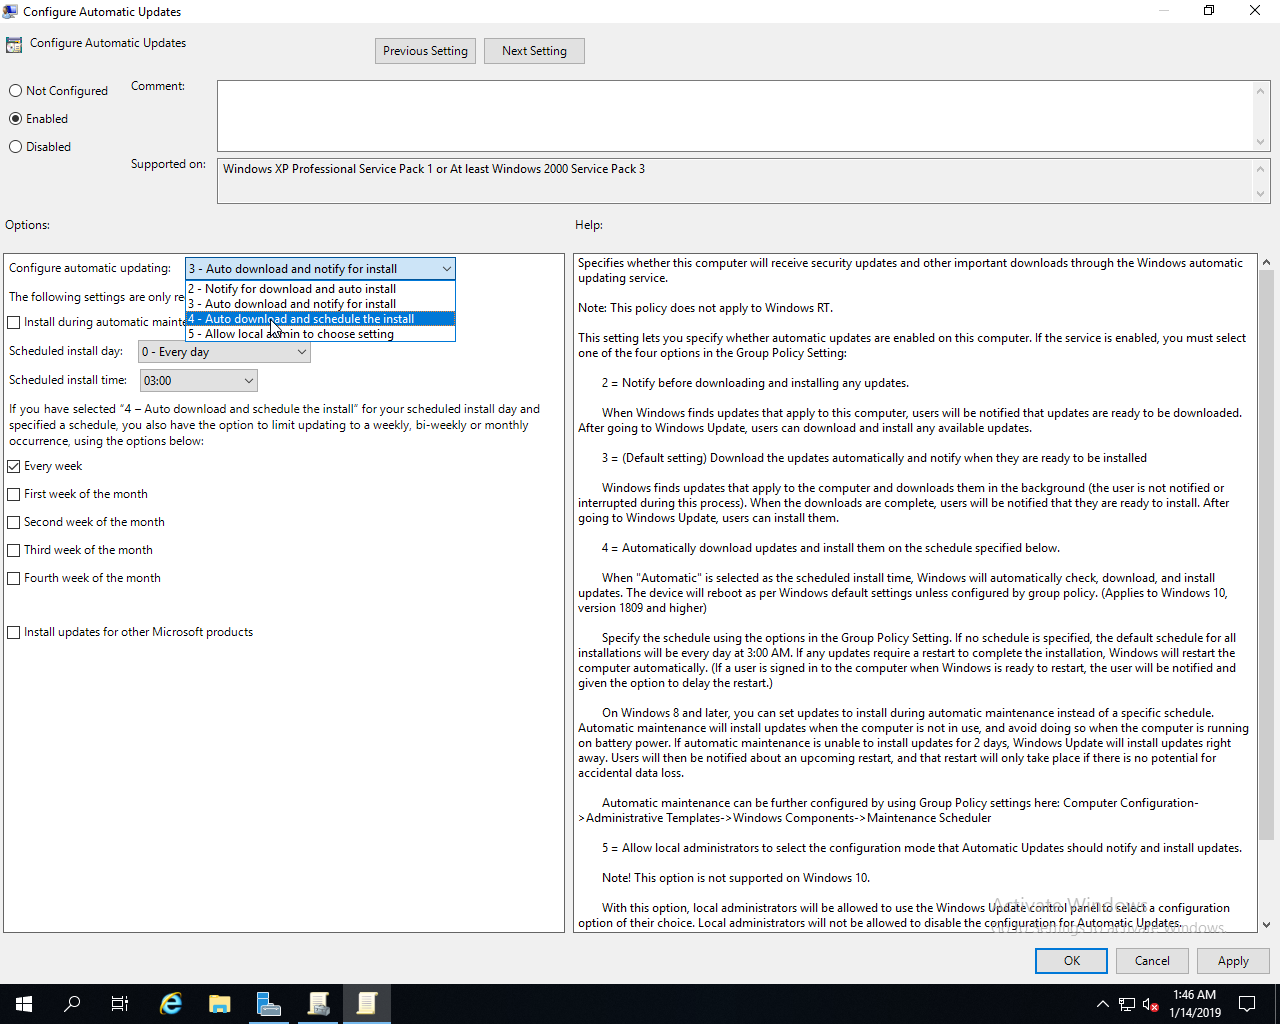 Configure Automatic Updates
Configure Automatic Updates
Previous Setting
Next Setting
Not Configured
Enabled
Disabled
Comment:
Supported on:
Windows XP Professional Service Pack 1 or At least Windows 2000 Service Pack 3
Options:
Help:
Configure automatic updating:
3 - Auto download and notify for install
2 - Notify for download and auto install
3 - Auto download and notify for install
4 - Auto download and schedule the install
5 - Allow local admin to choose setting
The following settings are only
Install during automatic
Scheduled install day:
0 - Every day
Scheduled install time:
03:00
If you have selected “4 – Auto download and schedule the install” for your scheduled install day and
specified a schedule, you also have the option to limit updating to a weekly, bi-weekly or monthly
occurrence, using the options below:
Every week
First week of the month
Second week of the month
Third week of the month
Fourth week of the month
Install updates for other Microsoft products
Specifies whether this computer will receive security updates and other important downloads through the Windows automatic
updating service.
Note: This policy does not apply to Windows RT.
This setting lets you specify whether automatic updates are enabled on this computer. If the service is enabled, you must select
one of the four options in the Group Policy Setting:
2 = Notify before downloading and installing any updates.
When Windows finds updates that apply to this computer, users will be notified that updates are ready to be downloaded.
After going to Windows Update, users can download and install any available updates.
3 = (Default setting) Download the updates automatically and notify when they are ready to be installed
Windows finds updates that apply to the computer and downloads them in the background (the user is not notified or
interrupted during this process). When the downloads are complete, users will be notified that they are ready to install. After
going to Windows Update, users can install them.
4 = Automatically download updates and install them on the schedule specified below.
When "Automatic" is selected as the scheduled install time, Windows will automatically check, download, and install
updates. The device will reboot as per Windows default settings unless configured by group policy. (Applies to Windows 10,
version 1809 and higher)
Specify the schedule using the options in the Group Policy Setting. If no schedule is specified, the default schedule for all
installations will be every day at 3:00 AM. If any updates require a restart to complete the installation, Windows will restart the
computer automatically. (If a user is signed in to the computer when Windows is ready to restart, the user will be notified and
given the option to delay the restart.)
On Windows 8 and later, you can set updates to install during automatic maintenance instead of a specific schedule.
Automatic maintenance will install updates when the computer is not in use, and avoid doing so when the computer is running
on battery power. If automatic maintenance is unable to install updates for 2 days, Windows Update will install updates right
away. Users will then be notified about an upcoming restart, and that restart will only take place if there is no potential for
accidental data loss.
Automatic maintenance can be further configured by using Group Policy settings here: Computer Configuration-
>Administrative Templates->Windows Components->Maintenance Scheduler
5 = Allow local administrators to select the configuration mode that Automatic Updates should notify and install updates.
Note! This option is not supported on Windows 10.
With this option, local administrators will be allowed to use the Windows Update control panel to select a configuration
option of their choice. Local administrators will not be allowed to disable the configuration for Automatic Updates.
Activate Windows
OK
Cancel
Apply
1:46 AM
1/14/2019